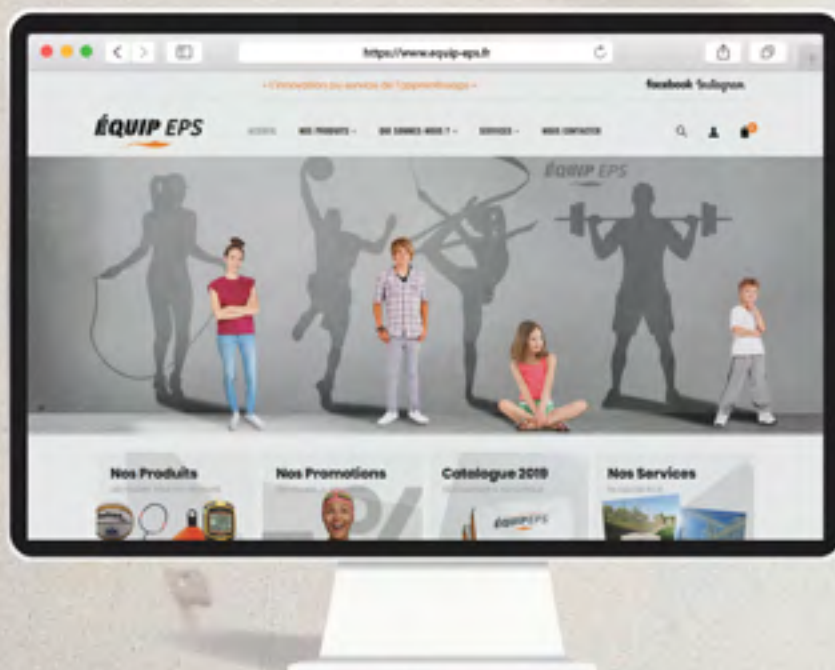 https://www.equip-eps.fr
« L'innovation au service de l'apprentissage »
facebook Instagram
ÉQUIP EPS
ACCUEIL NOS PRODUITS QUI SOMMES-NOUS ? SERVICES NOUS CONTACTER
ÉQUIP EPS
Nos Produits Nos Promotions Catalogue 2019 Nos Services
ÉQUIP EPS